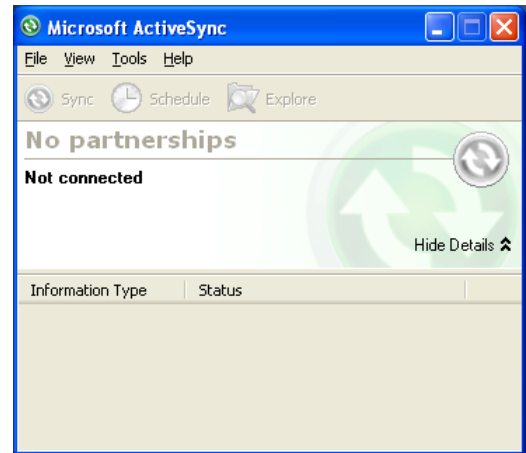 Microsoft ActiveSync
File View Tools Help
Sync Schedule Explore
No partnerships
Not connected
Hide Details
Information Type Status